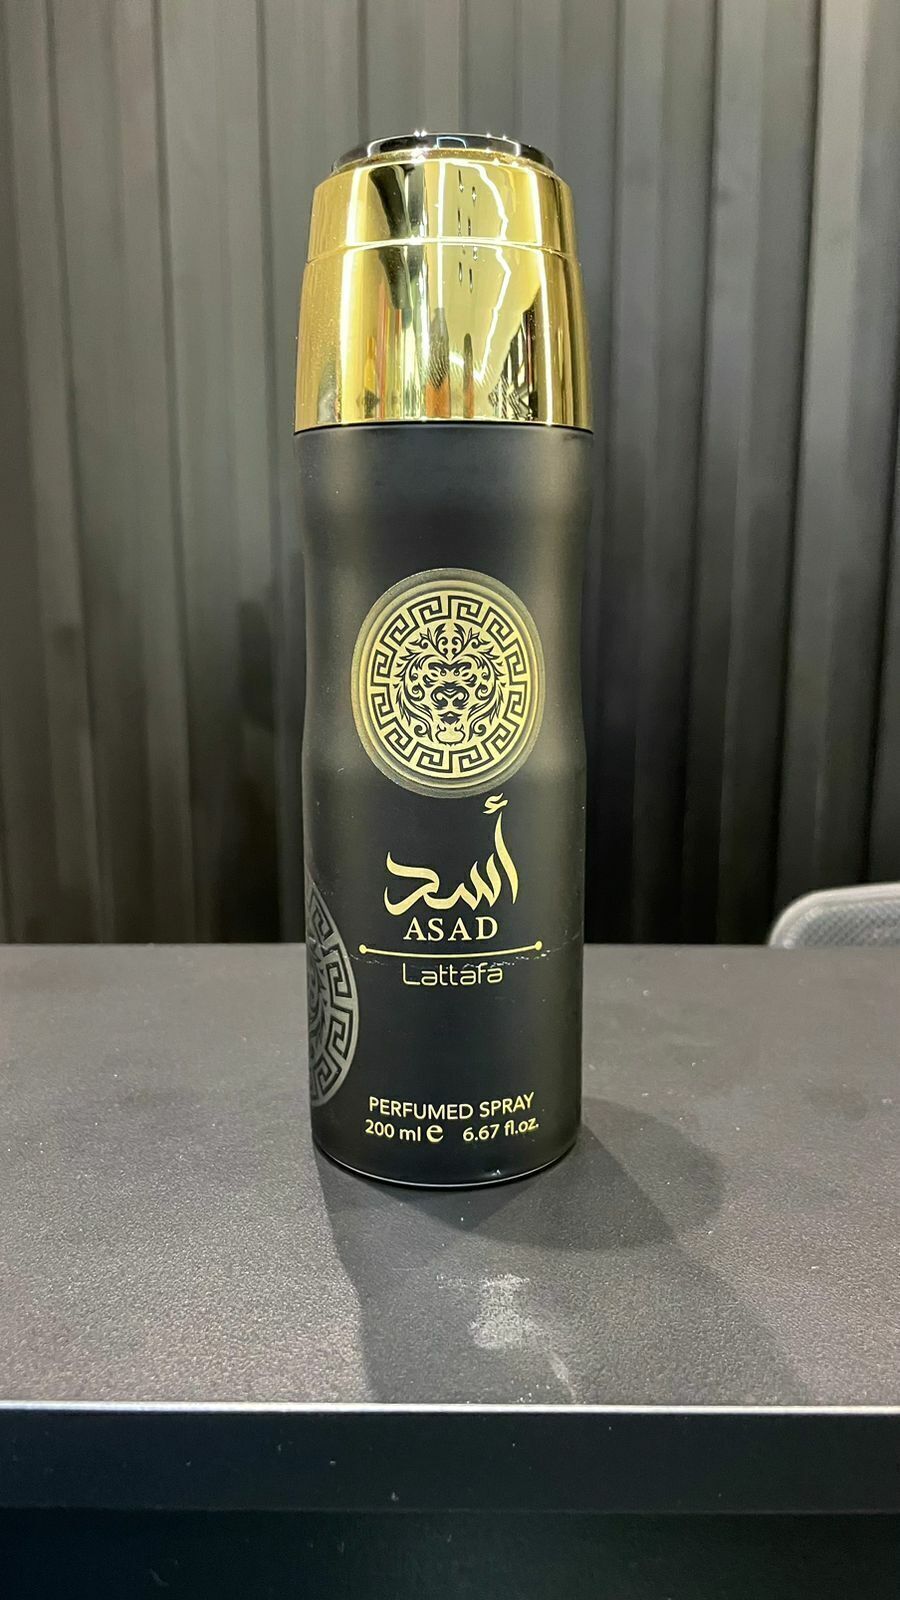 أسد
ASAD
Lattafa
PERFUMED SPRAY
200 ml e 6.67 fl.oz.